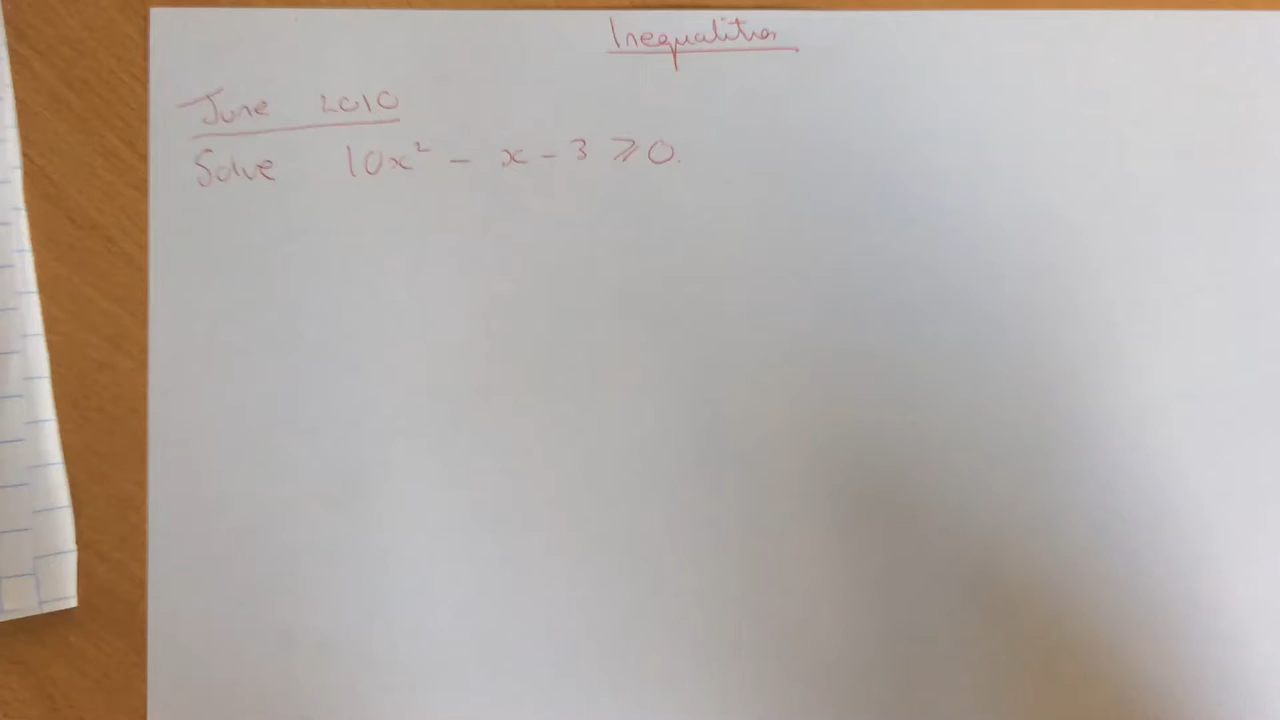 Inequalities
June 2010
Solve 10x² - x - 3 ⩾ 0.